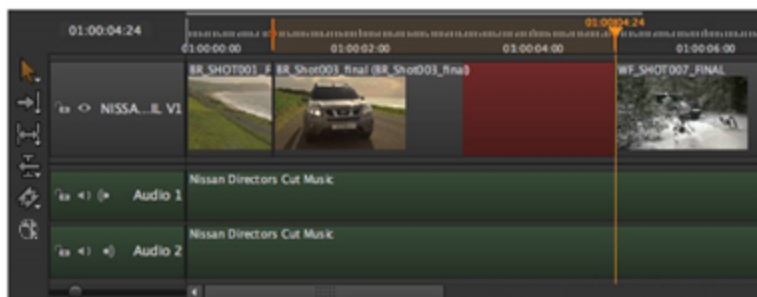 01:00:04:24
01:00:04:24
01:00:00:00
01:00:02:00
01:00:04:00
01:00:06:00
BR_SHOT001 - F
BR_Shot003_final (BR_Shot003_final)
WF_SHOT007_FINAL
NISSA...IL V1
Nissan Directors Cut Music
Audio 1
Nissan Directors Cut Music
Audio 2